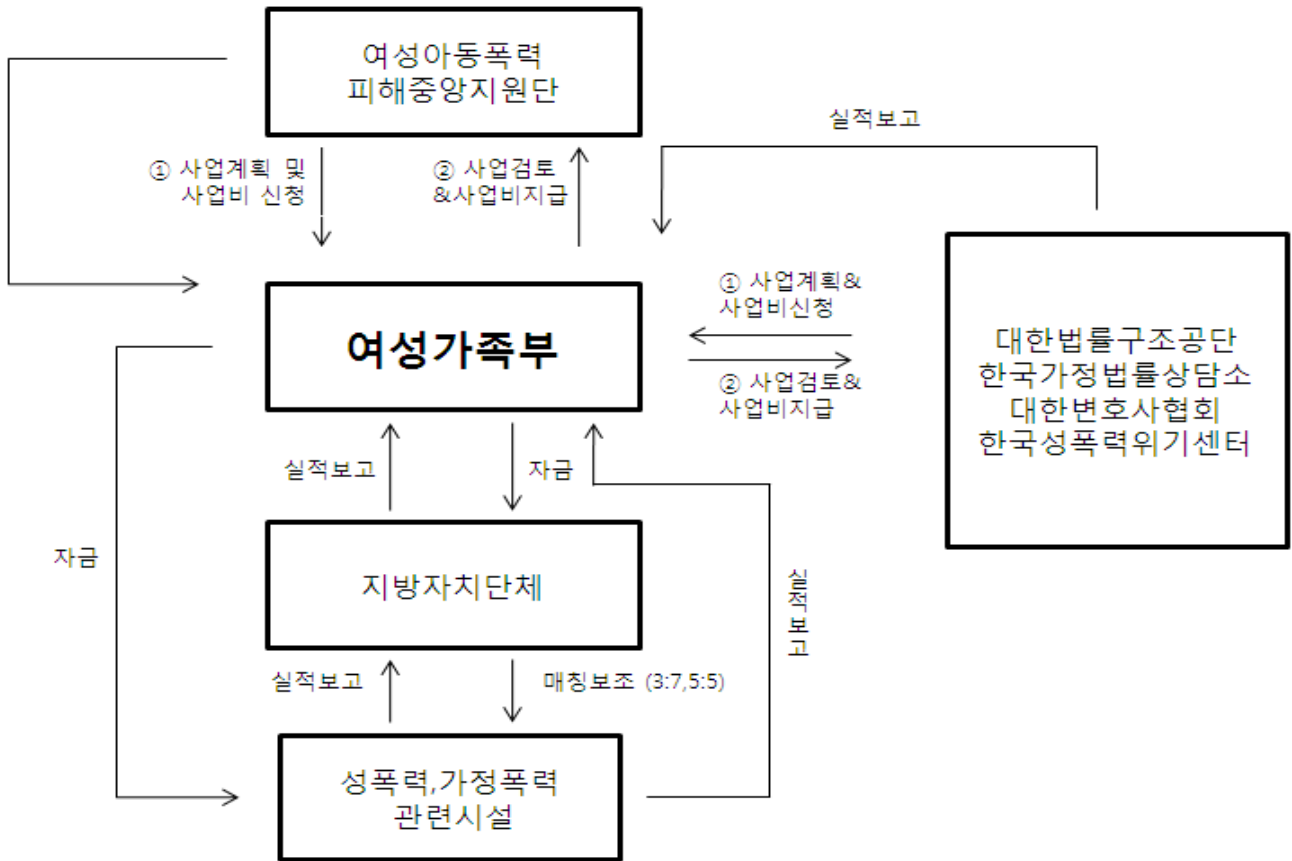 여성아동폭력
피해중앙지원단
실적보고
① 사업계획 및
사업비 신청
② 사업검토
&사업비지급
① 사업계획&
사업비신청
여성가족부
② 사업검토&
사업비지급
대한법률구조공단
한국가정법률상담소
대한변호사협회
한국성폭력위기센터
실적보고
자금
자금
지방자치단체
실적보고
실적보고
매칭보조 (3:7,5:5)
성폭력,가정폭력
관련시설